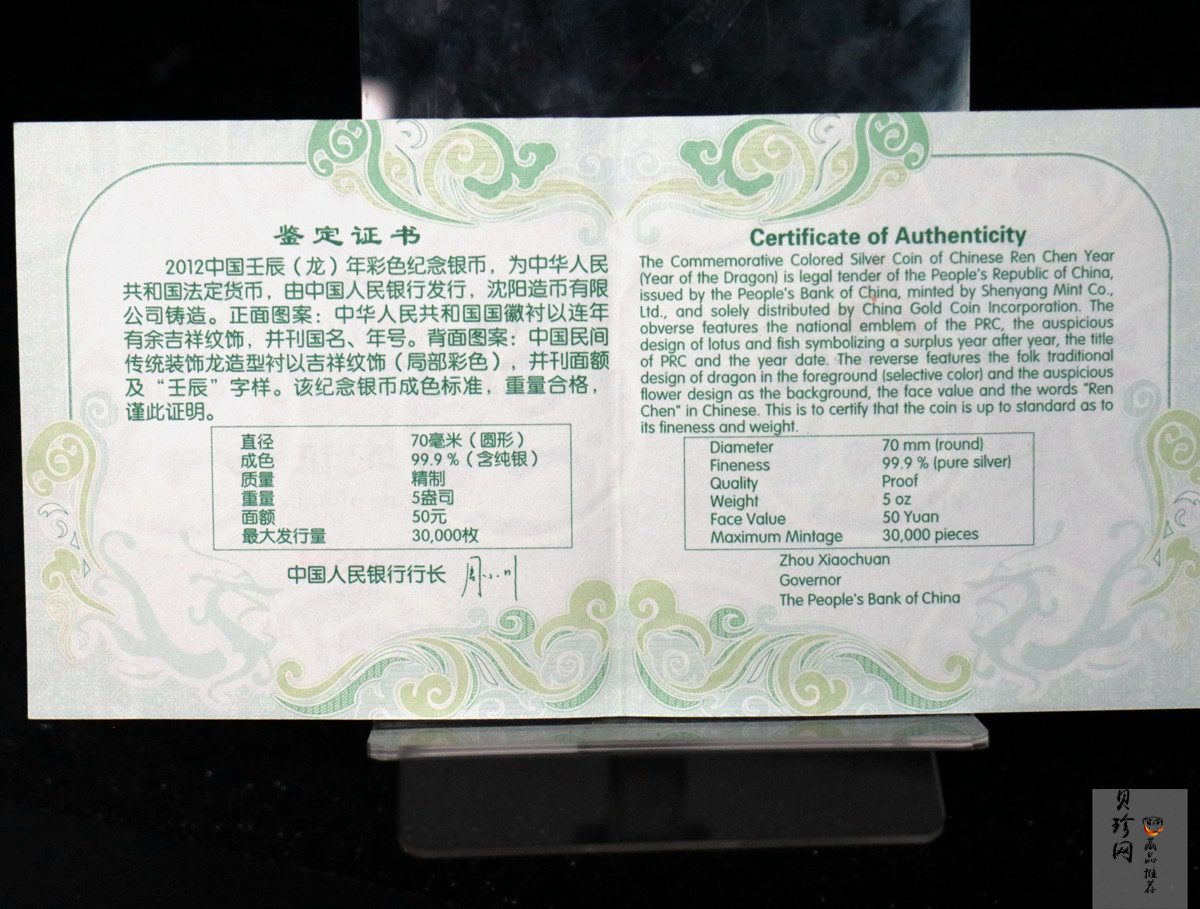 鉴定证书
2012中国壬辰（龙）年彩色纪念银币，为中华人民
共和国法定货币，由中国人民银行发行，沈阳造币有限
公司铸造。正面图案：中华人民共和国国徽衬以连年
有余吉祥纹饰，并刊国名、年号。背面图案：中国民间
传统装饰龙造型衬以吉祥纹饰（局部彩色），并刊面额
及“壬辰”字样。该纪念银币成色标准，重量合格，
谨此证明。
直径 70毫米（圆形）
成色 99.9％（含纯银）
质量 精制
重量 5盎司
面额 50元
最大发行量 30,000枚
中国人民银行行长
Certificate of Authenticity
The Commemorative Colored Silver Coin of Chinese Ren Chen Year
(Year of the Dragon) is legal tender of the People's Republic of China,
issued by the People's Bank of China, minted by Shenyang Mint Co.,
Ltd., and solely distributed by China Gold Coin Incorporation. The
obverse features the national emblem of the PRC, the auspicious
design of lotus and fish symbolizing a surplus year after year, the title
of PRC and the year date. The reverse features the folk traditional
design of dragon in the foreground (selective color) and the auspicious
flower design as the background, the face value and the words "Ren
Chen" in Chinese. This is to certify that the coin is up to standard as to
its fineness and weight.
Diameter 70 mm (round)
Fineness 99.9 % (pure silver)
Quality Proof
Weight 5 oz
Face Value 50 Yuan
Maximum Mintage 30,000 pieces
Zhou Xiaochuan
Governor
The People's Bank of China
贝珍网
藏品推荐